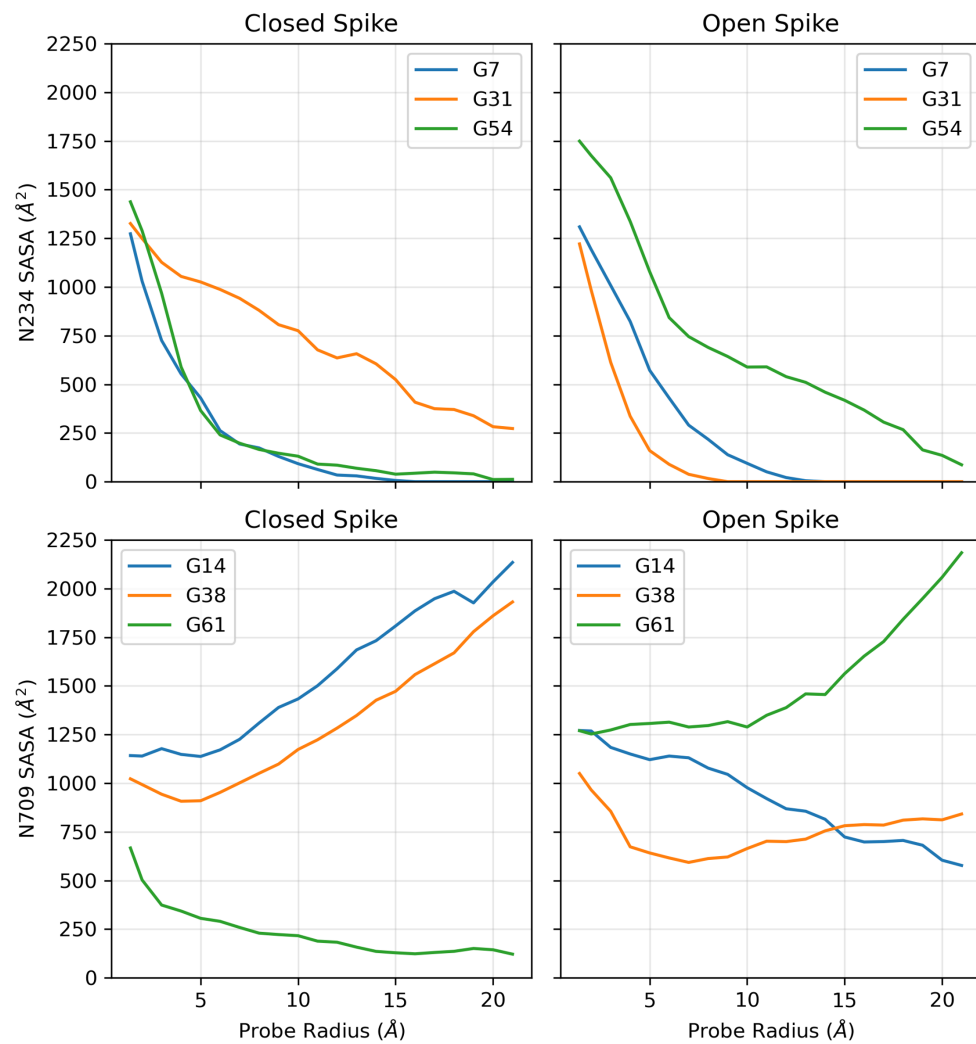 Closed Spike
Open Spike
N234 SASA (Å²)
2250
2000
1750
1500
1250
1000
750
500
250
0
G7
G31
G54
G7
G31
G54
Closed Spike
Open Spike
N709 SASA (Å²)
2250
2000
1750
1500
1250
1000
750
500
250
0
G14
G38
G61
G14
G38
G61
5 10 15 20
5 10 15 20
Probe Radius (Å)
Probe Radius (Å)